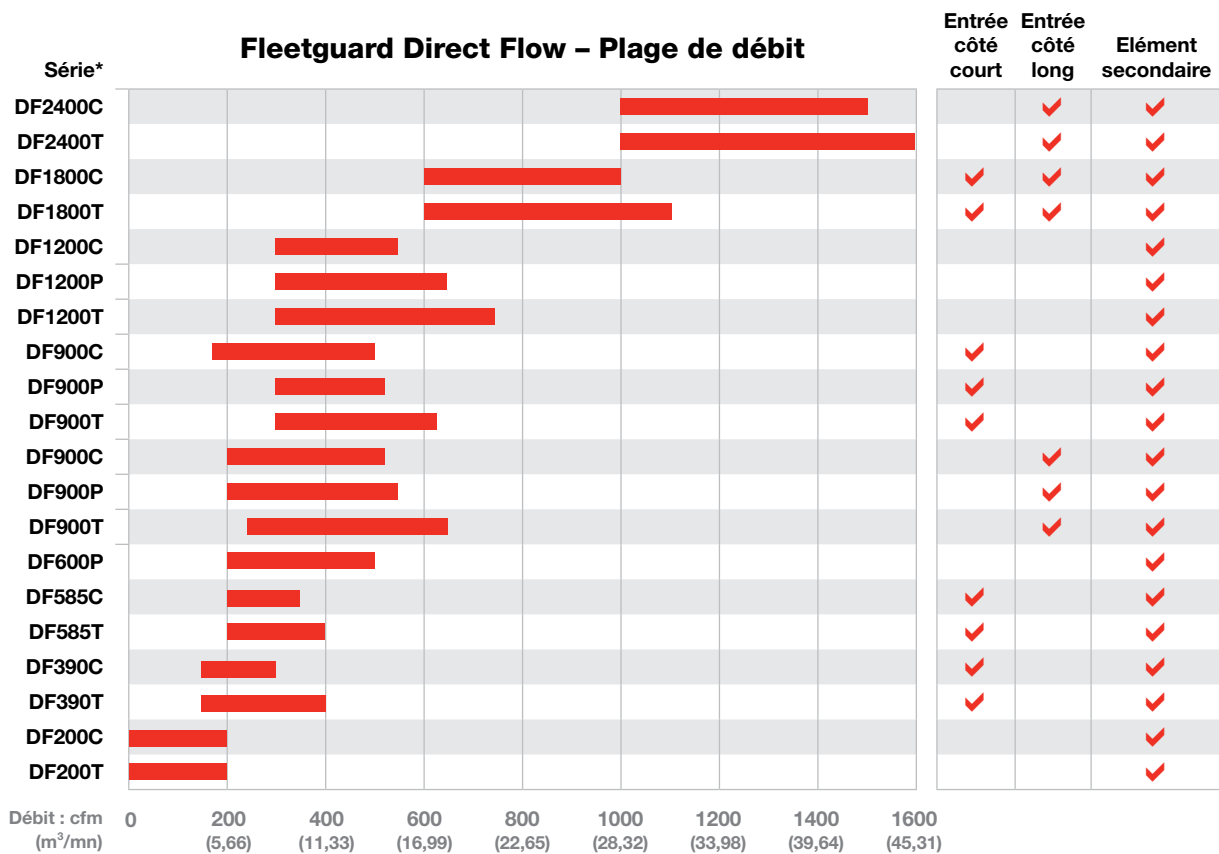 Fleetguard Direct Flow – Plage de débit
Série*
Entrée côté court
Entrée côté long
Elément secondaire
DF2400C
DF2400T
DF1800C
DF1800T
DF1200C
DF1200P
DF1200T
DF900C
DF900P
DF900T
DF900C
DF900P
DF900T
DF600P
DF585C
DF585T
DF390C
DF390T
DF200C
DF200T
Débit : cfm 0 200 400 600 800 1000 1200 1400 1600
(m³/mn) (5,66) (11,33) (16,99) (22,65) (28,32) (33,98) (39,64) (45,31)